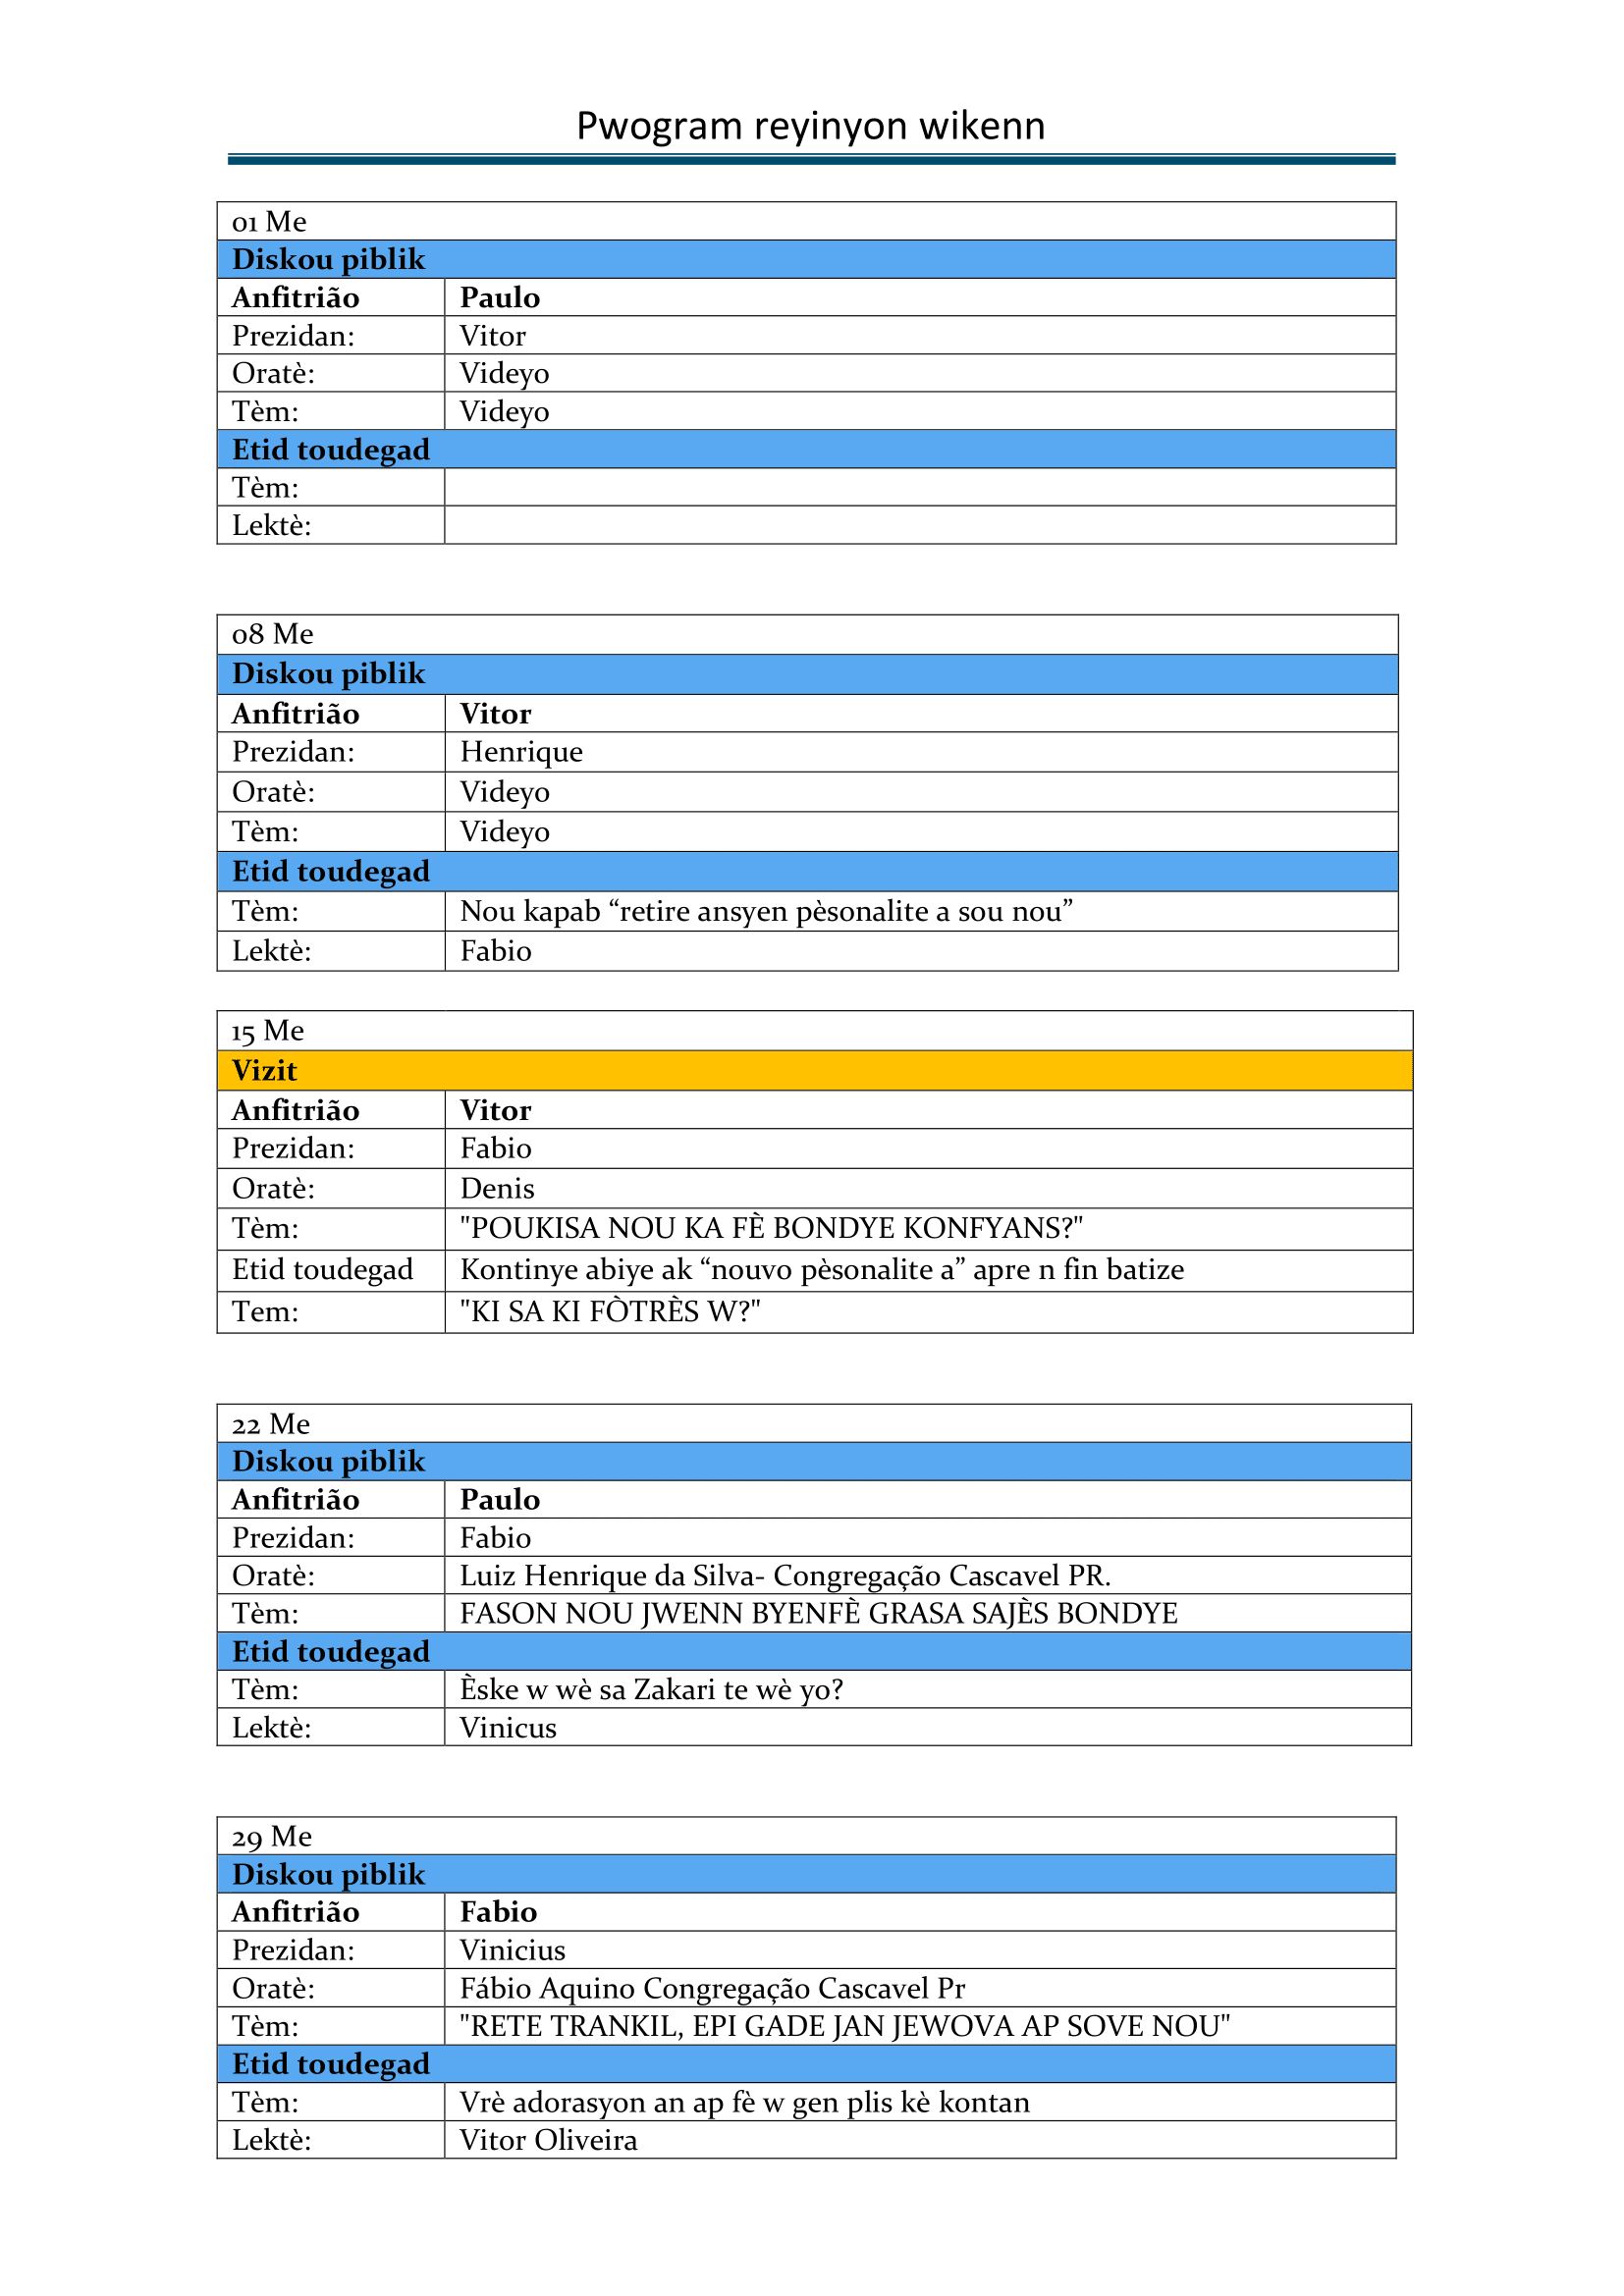 Pwogram reyinyon wikenn
01 Me
Diskou piblik
Anfitrião Paulo
Prezidan: Vitor
Oratè: Videyo
Tèm: Videyo
Etid toudegad
Tèm:
Lektè:
08 Me
Diskou piblik
Anfitrião Vitor
Prezidan: Henrique
Oratè: Videyo
Tèm: Videyo
Etid toudegad
Tèm: Nou kapab “retire ansyen pèsonalite a sou nou”
Lektè: Fabio
15 Me
Vizit
Anfitrião Vitor
Prezidan: Fabio
Oratè: Denis
Tèm: "POUKISA NOU KA FÈ BONDYE KONFYANS?"
Etid toudegad Kontinye abiye ak “nouvo pèsonalite a” apre n fin batize
Tem: "KI SA KI FÒTRÈS W?"
22 Me
Diskou piblik
Anfitrião Paulo
Prezidan: Fabio
Oratè: Luiz Henrique da Silva- Congregação Cascavel PR.
Tèm: FASON NOU JWENN BYENFÈ GRASA SAJÈS BONDYE
Etid toudegad
Tèm: Èske w wè sa Zakari te wè yo?
Lektè: Vinicus
29 Me
Diskou piblik
Anfitrião Fabio
Prezidan: Vinicius
Oratè: Fábio Aquino Congregação Cascavel Pr
Tèm: "RETE TRANKIL, EPI GADE JAN JEWOVA AP SOVE NOU"
Etid toudegad
Tèm: Vrè adorasyon an ap fè w gen plis kè kontan
Lektè: Vitor Oliveira